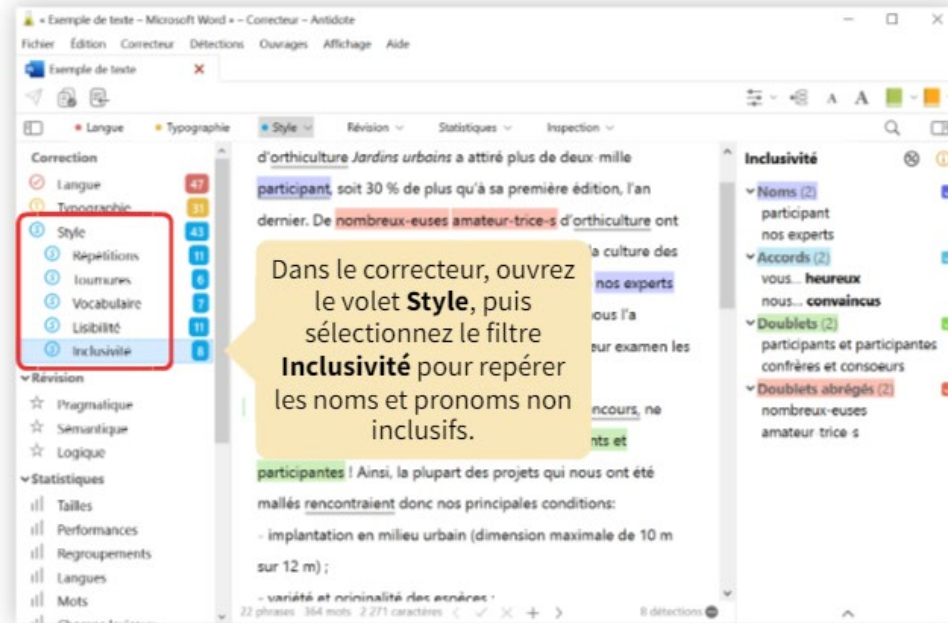 « Exemple de texte – Microsoft Word » – Correcteur – Antidote
Fichier Édition Correcteur Détections Ouvrages Affichage Aide
Exemple de texte
A A
Langue Typographie Style Révision Statistiques Inspection
Correction
Langue 47
Typographie 31
Style 43
Répétitions 11
Tournures 6
Vocabulaire 7
Lisibilité 11
Inclusivité 8
Révision
Pragmatique
Sémantique
Logique
Statistiques
Tailles
Performances
Regroupements
Langues
Mots
d'orthiculture Jardins urbains a attiré plus de deux mille
participant, soit 30 % de plus qu'à sa première édition, l'an
dernier. De nombreux-euses amateur-trice-s d'orthiculture ont
la culture des
nos experts
nous l'a
eur examen les
ncours, ne
nts et
participantes ! Ainsi, la plupart des projets qui nous ont été
mallés rencontraient donc nos principales conditions:
- implantation en milieu urbain (dimension maximale de 10 m
sur 12 m) ;
- variété et originalité des espèces ;
22 phrases 364 mots 2 271 caractères
8 détections
Dans le correcteur, ouvrez
le volet Style, puis
sélectionnez le filtre
Inclusivité pour repérer
les noms et pronoms non
inclusifs.
Inclusivité
Noms (2)
participant
nos experts
Accords (2)
vous... heureux
nous... convaincus
Doublets (2)
participants et participantes
confrères et consoeurs
Doublets abrégés (2)
nombreux-euses
amateur trice s